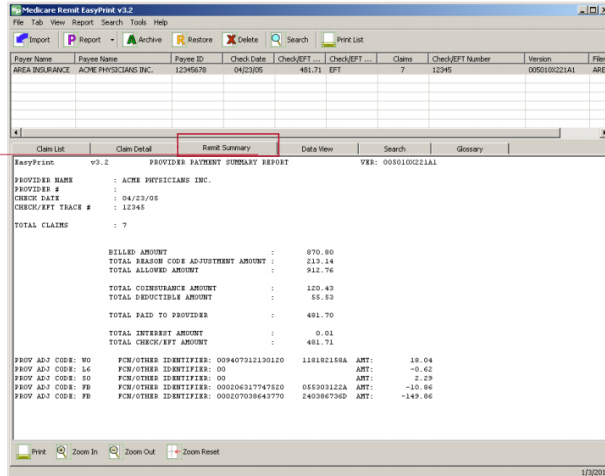 Medicare Remit EasyPrint v3.2
File Tab View Report Search Tools Help
Import Report Archive Restore Delete Search Print List
Payer Name Payee Name Payee ID Check Date Check/EFT ... Check/EFT ... Claims Check/EFT Number Version
AREA INSURANCE ACME PHYSICIANS INC. 12345678 04/23/05 481.71 EFT 7 12345 005010X221A1 ARE
Claim List Claim Detail Remit Summary Data View Search Glossary
EasyPrint v3.2 PROVIDER PAYMENT SUMMARY REPORT VER: 005010X221A1
PROVIDER NAME : ACME PHYSICIANS INC.
PROVIDER # :
CHECK DATE : 04/23/05
CHECK/EFT TRACE # : 12345
TOTAL CLAIMS : 7
BILLED AMOUNT : 870.80
TOTAL REASON CODE ADJUSTMENT AMOUNT : 213.14
TOTAL ALLOWED AMOUNT : 912.76
TOTAL COINSURANCE AMOUNT : 120.43
TOTAL DEDUCTIBLE AMOUNT : 55.53
TOTAL PAID TO PROVIDER : 481.70
TOTAL INTEREST AMOUNT : 0.01
TOTAL CHECK/EFT AMOUNT : 481.71
PROV ADJ CODE: WO FCN/OTHER IDENTIFIER: 009407312130120 118182158A AMT: 18.04
PROV ADJ CODE: L6 FCN/OTHER IDENTIFIER: 00 AMT: -0.62
PROV ADJ CODE: 50 FCN/OTHER IDENTIFIER: 00 AMT: 2.29
PROV ADJ CODE: FB FCN/OTHER IDENTIFIER: 000206317747520 055303122A AMT: -10.86
PROV ADJ CODE: FB FCN/OTHER IDENTIFIER: 000207038643770 240386736D AMT: -149.86
Print Zoom In Zoom Out Zoom Reset
1/3/201